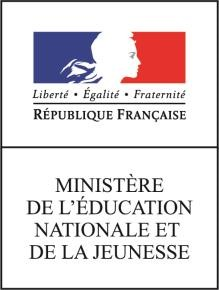 Liberté • Égalité • Fraternité
RÉPUBLIQUE FRANÇAISE
MINISTÈRE
DE L'ÉDUCATION
NATIONALE ET
DE LA JEUNESSE